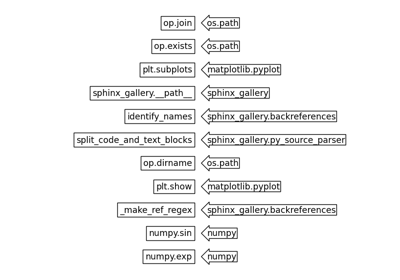 op.join os.path
op.exists os.path
plt.subplots matplotlib.pyplot
sphinx_gallery.__path__ sphinx_gallery
identify_names sphinx_gallery.backreferences
split_code_and_text_blocks sphinx_gallery.py_source_parser
op.dirname os.path
plt.show matplotlib.pyplot
_make_ref_regex sphinx_gallery.backreferences
numpy.sin numpy
numpy.exp numpy